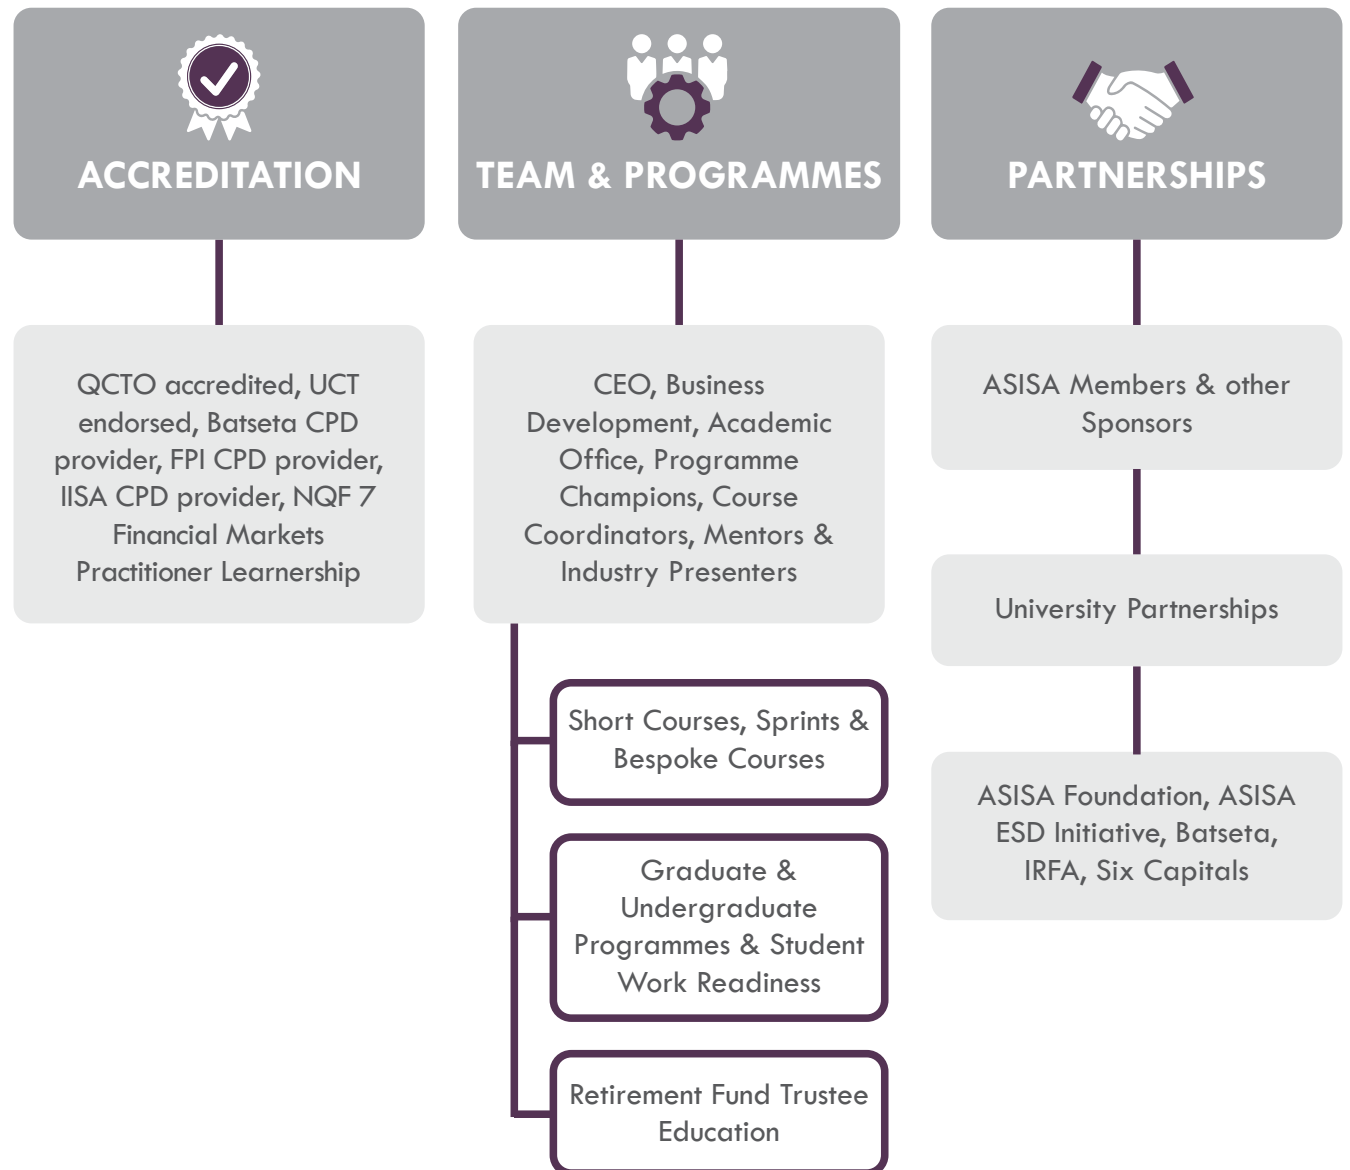 ACCREDITATION
QCTO accredited, UCT
endorsed, Batseta CPD
provider, FPI CPD provider,
IISA CPD provider, NQF 7
Financial Markets
Practitioner Learnership
TEAM & PROGRAMMES
CEO, Business
Development, Academic
Office, Programme
Champions, Course
Coordinators, Mentors &
Industry Presenters
Short Courses, Sprints &
Bespoke Courses
Graduate &
Undergraduate
Programmes & Student
Work Readiness
Retirement Fund Trustee
Education
PARTNERSHIPS
ASISA Members & other
Sponsors
University Partnerships
ASISA Foundation, ASISA
ESD Initiative, Batseta,
IRFA, Six Capitals